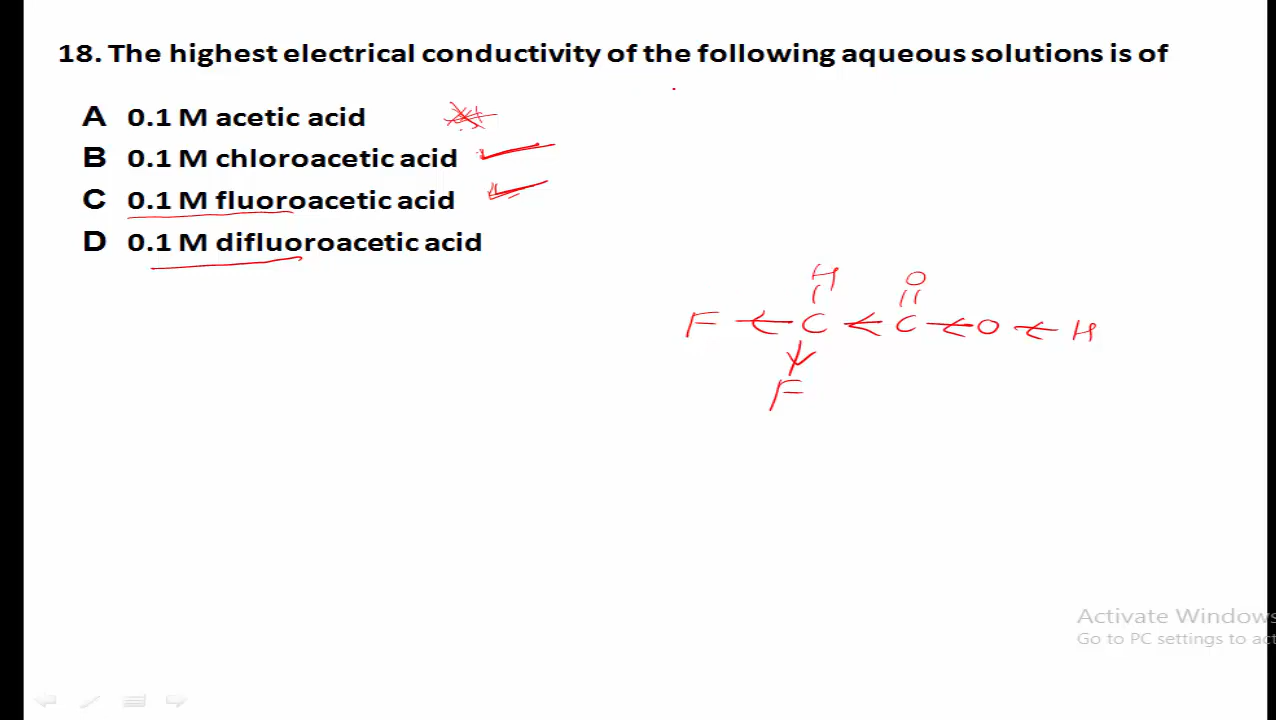 18. The highest electrical conductivity of the following aqueous solutions is of
A 0.1 M acetic acid
B 0.1 M chloroacetic acid
C 0.1 M fluoroacetic acid
D 0.1 M difluoroacetic acid
H O
F C C O H
F
Activate Windows
Go to PC settings to act